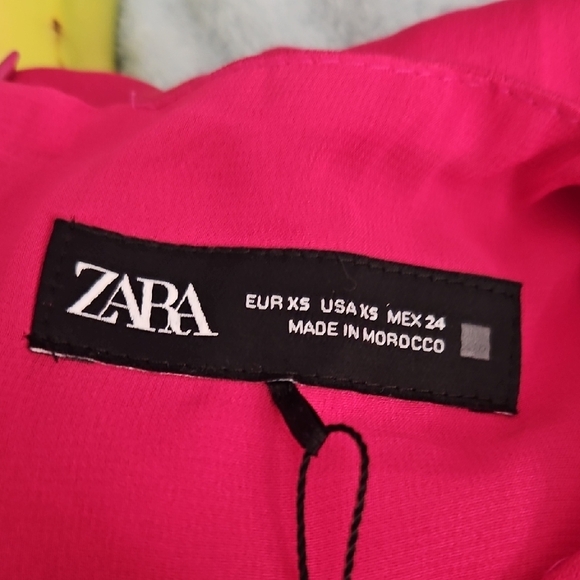 ZARA
EUR XS USA XS MEX 24
MADE IN MOROCCO